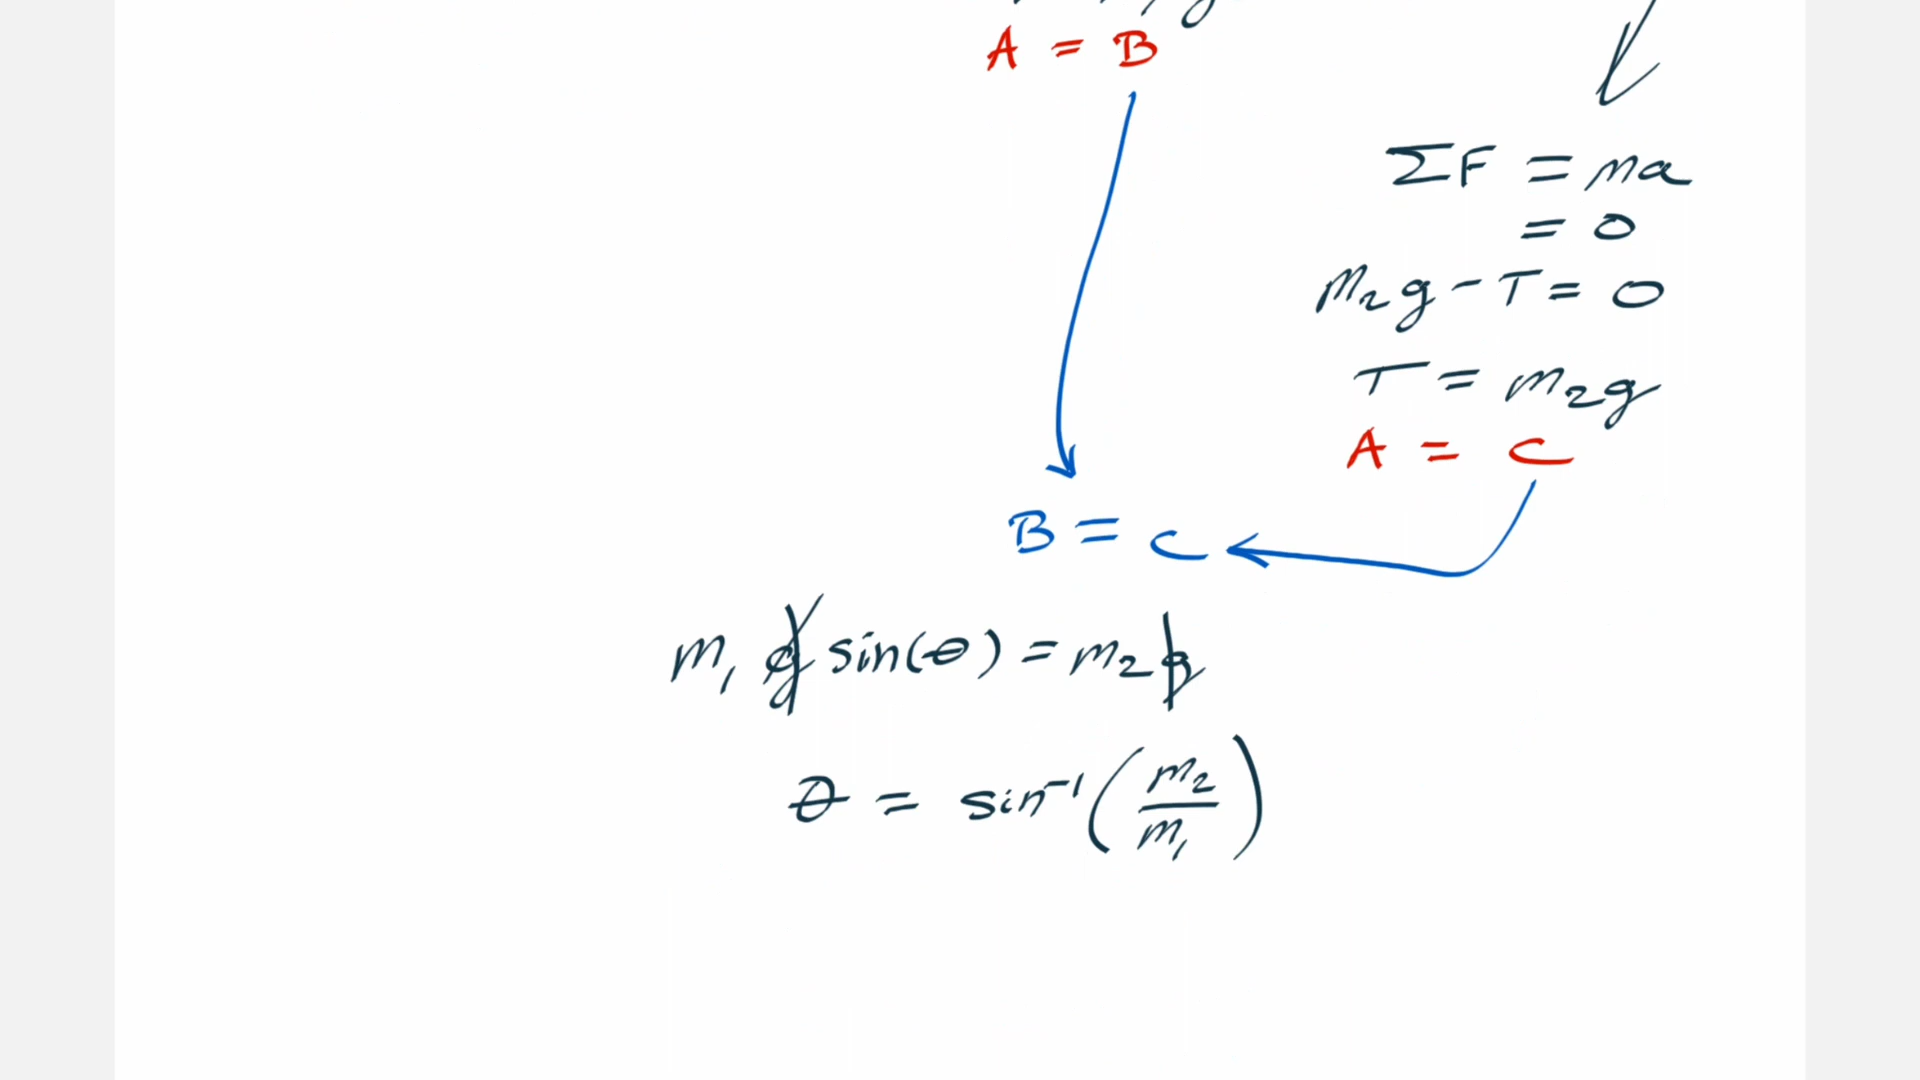 A = B
ΣF = ma
= 0
m₂g - T = 0
T = m₂g
A = C
B = C
m₁ g sin(θ) = m₂ g
θ = sin⁻¹(m₂/m₁)